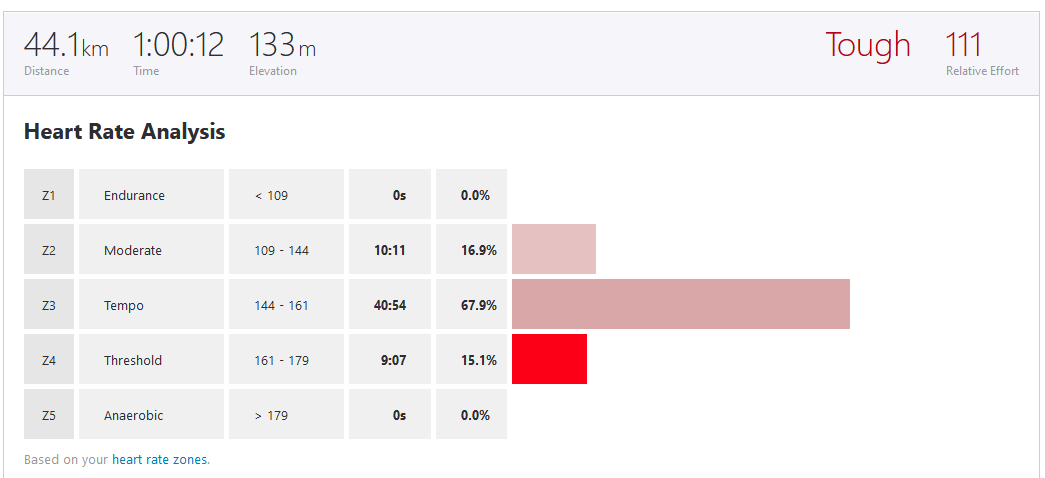 44.1km 1:00:12 133m Tough 111
Distance Time Elevation Relative Effort
Heart Rate Analysis
Z1 Endurance < 109 0s 0.0%
Z2 Moderate 109 - 144 10:11 16.9%
Z3 Tempo 144 - 161 40:54 67.9%
Z4 Threshold 161 - 179 9:07 15.1%
Z5 Anaerobic > 179 0s 0.0%
Based on your heart rate zones.